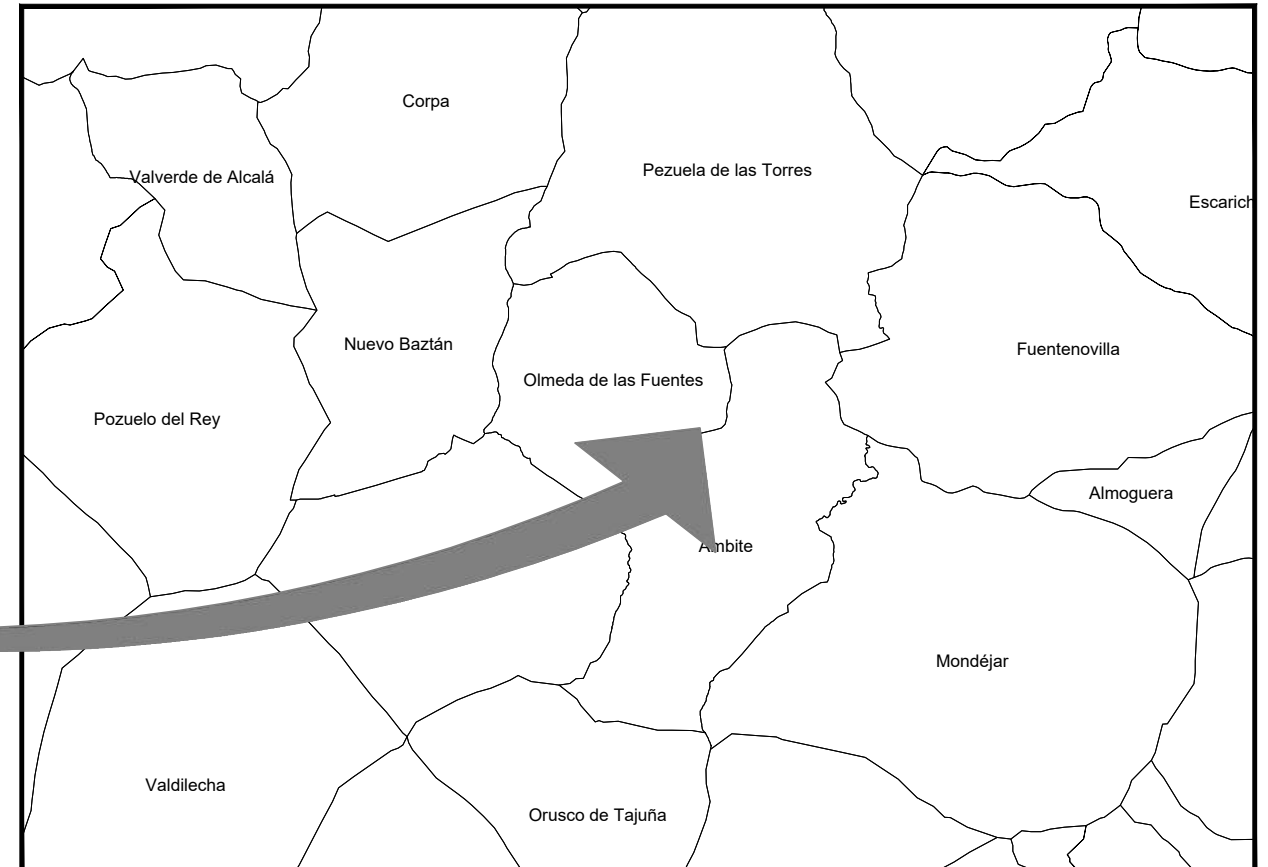 Corpa
Pezuela de las Torres
Valverde de Alcalá
Escarich
Nuevo Baztán
Fuentenovilla
Olmeda de las Fuentes
Pozuelo del Rey
Almoguera
Ambite
Mondéjar
Valdilecha
Orusco de Tajuña